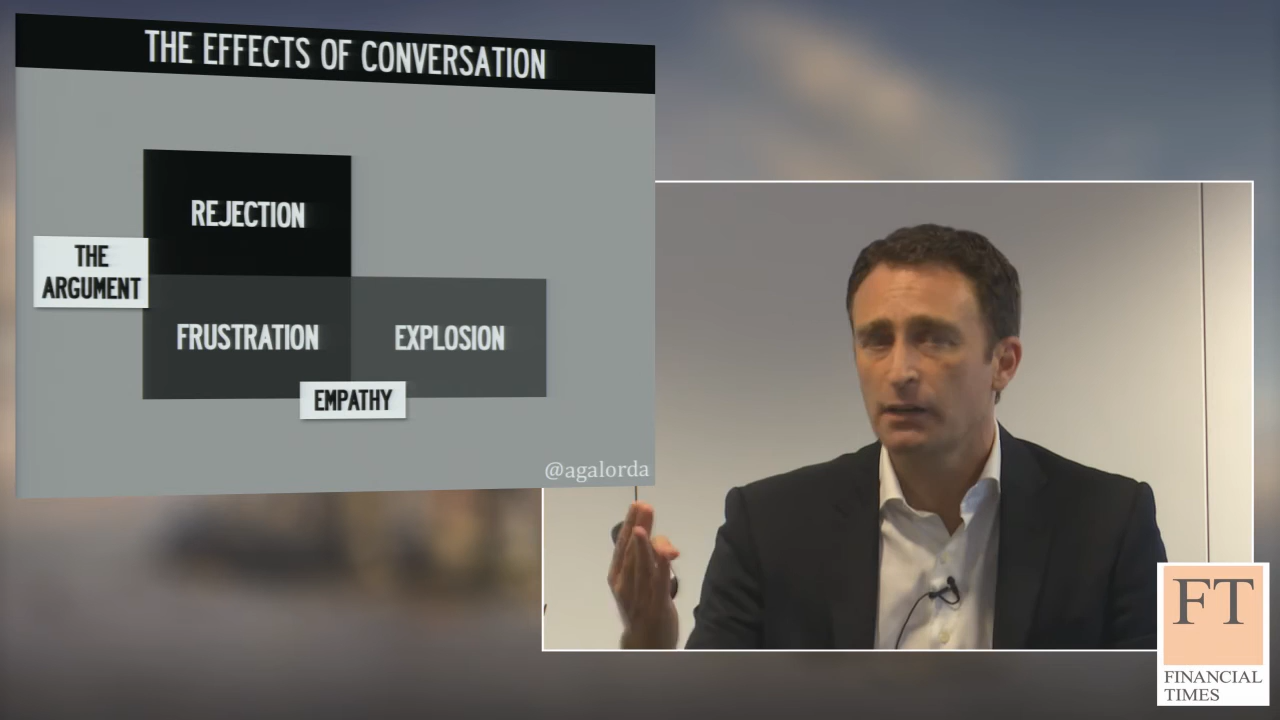 THE EFFECTS OF CONVERSATION
REJECTION
THE
ARGUMENT
FRUSTRATION
EXPLOSION
EMPATHY
@agalorda
FT
FINANCIAL
TIMES